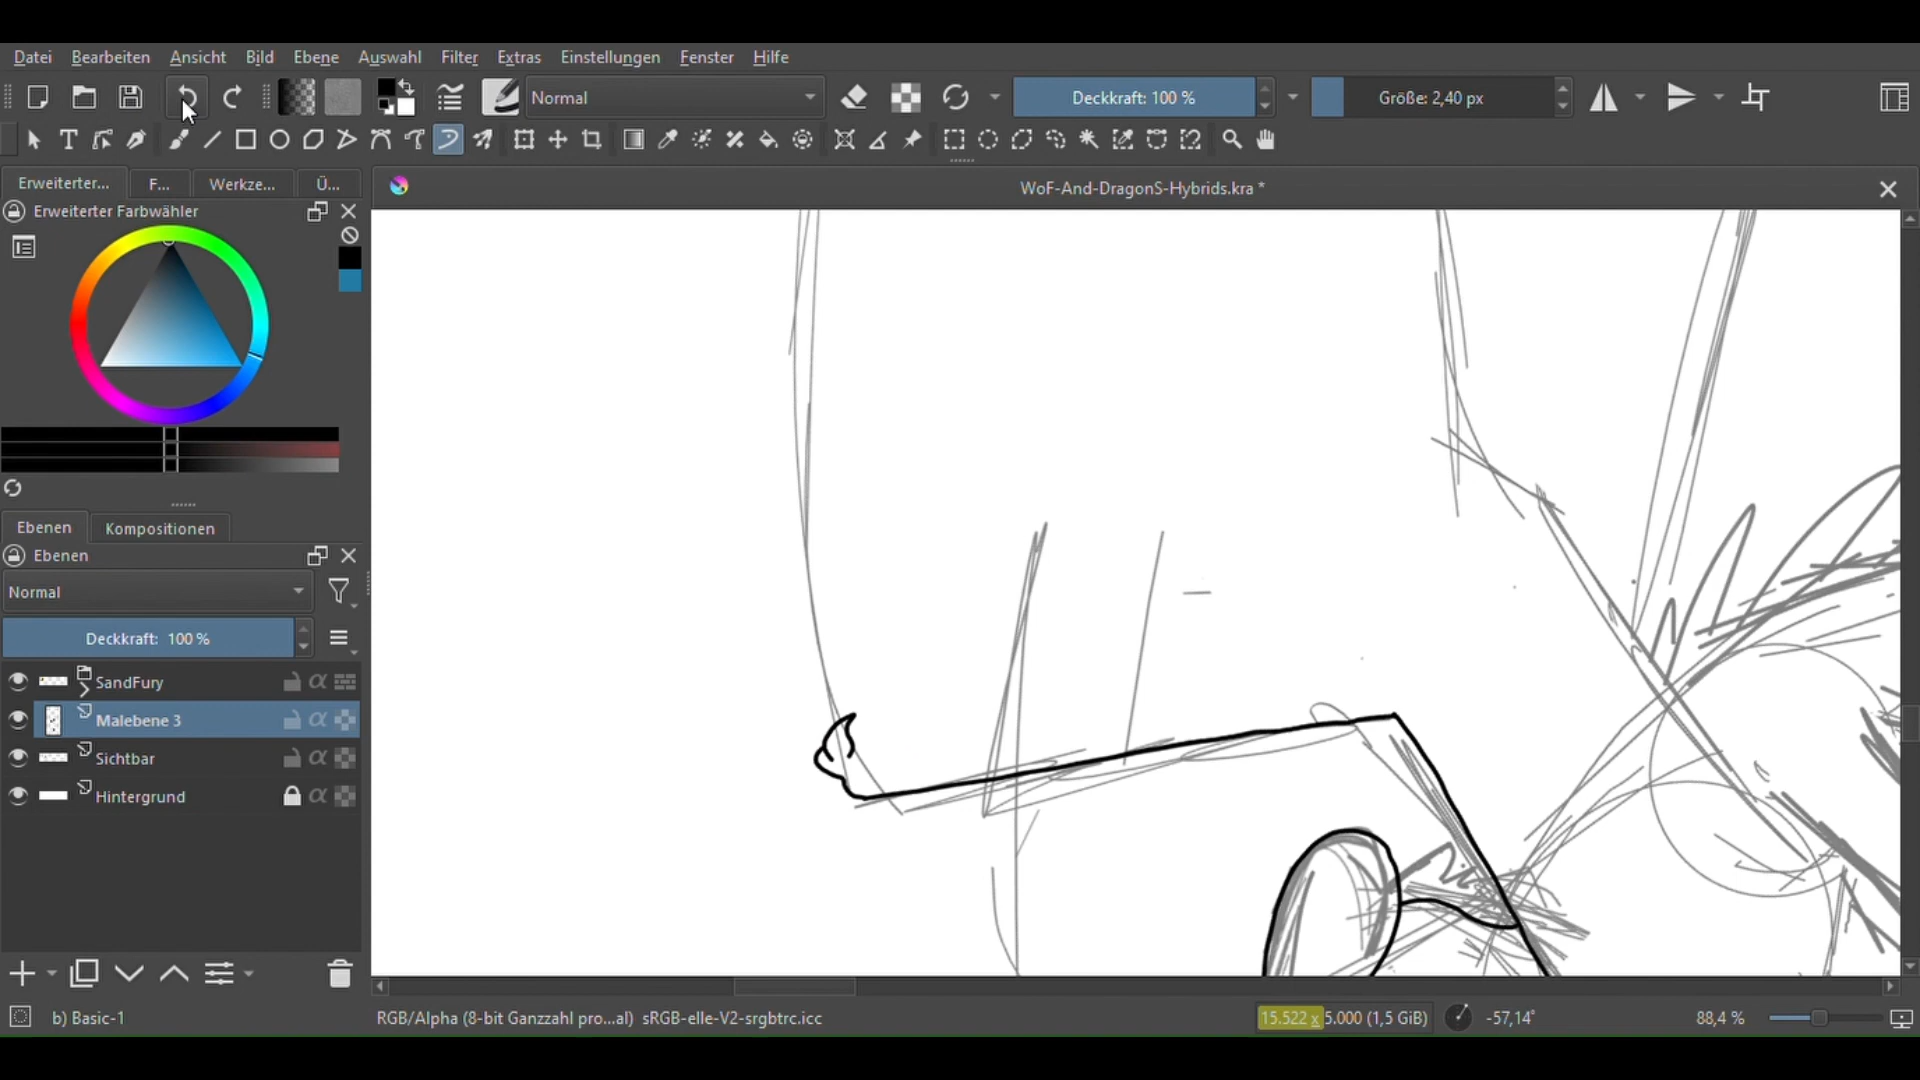 Datei Bearbeiten Ansicht Bild Ebene Auswahl Filter Extras Einstellungen Fenster Hilfe
Normal Deckkraft: 100 % Größe: 2,40 px
Erweiterter... F... Werkze... Ü...
WoF-And-DragonS-Hybrids.kra *
Erweiterter Farbwähler
Ebenen Kompositionen
Ebenen
Normal
Deckkraft: 100 %
SandFury
Malebene 3
Sichtbar
Hintergrund
b) Basic-1 RGB/Alpha (8-bit Ganzzahl pro...al) sRGB-elle-V2-srgbtrc.icc 15.522 x 5.000 (1,5 GiB) -57,14° 88,4 %